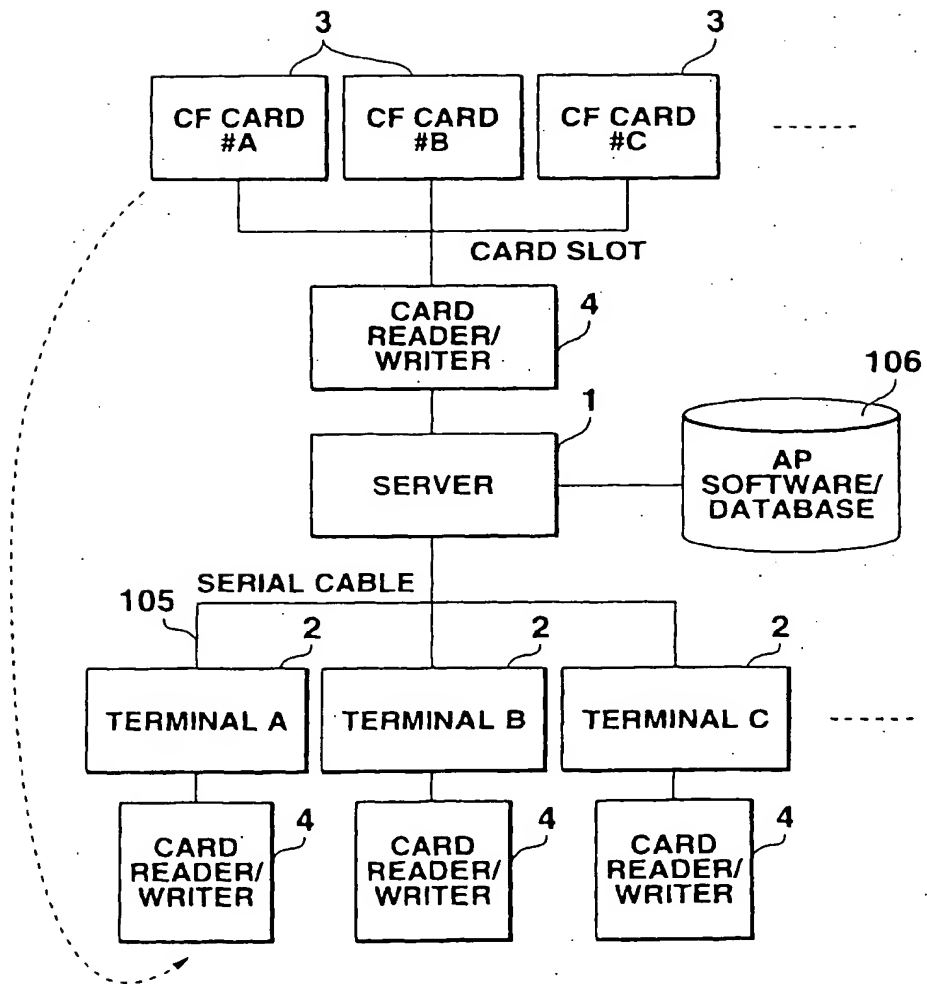 3
3
CF CARD
#A
CF CARD
#B
CF CARD
#C
CARD SLOT
CARD
READER/
WRITER
4
106
1
SERVER
AP
SOFTWARE/
DATABASE
SERIAL CABLE
105
2
2
2
TERMINAL A
TERMINAL B
TERMINAL C
CARD
READER/
WRITER
4
CARD
READER/
WRITER
4
CARD
READER/
WRITER
4